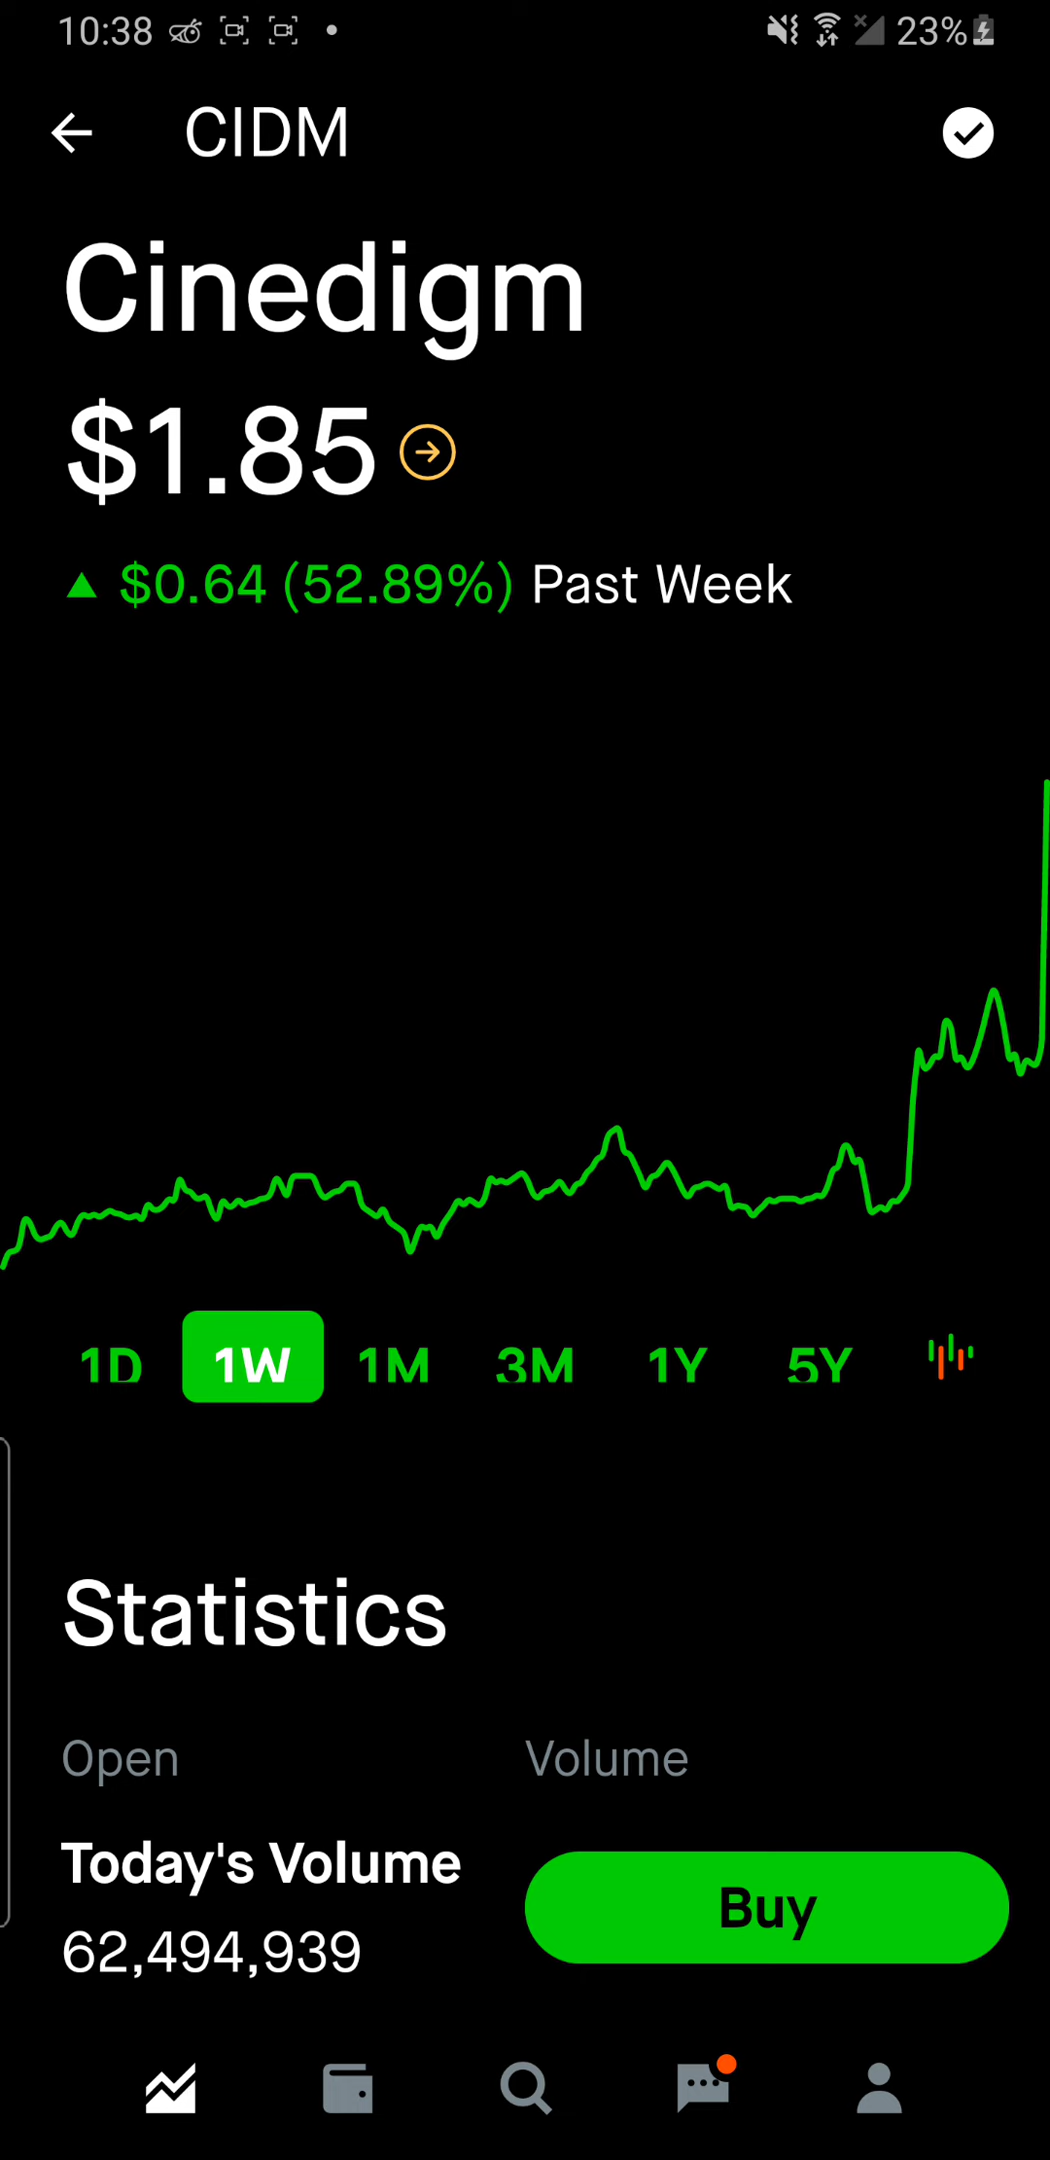 10:38 23%
CIDM
Cinedigm
$1.85
$0.64 (52.89%) Past Week
1D 1W 1M 3M 1Y 5Y
Statistics
Open Volume
Today's Volume
62,494,939
Buy